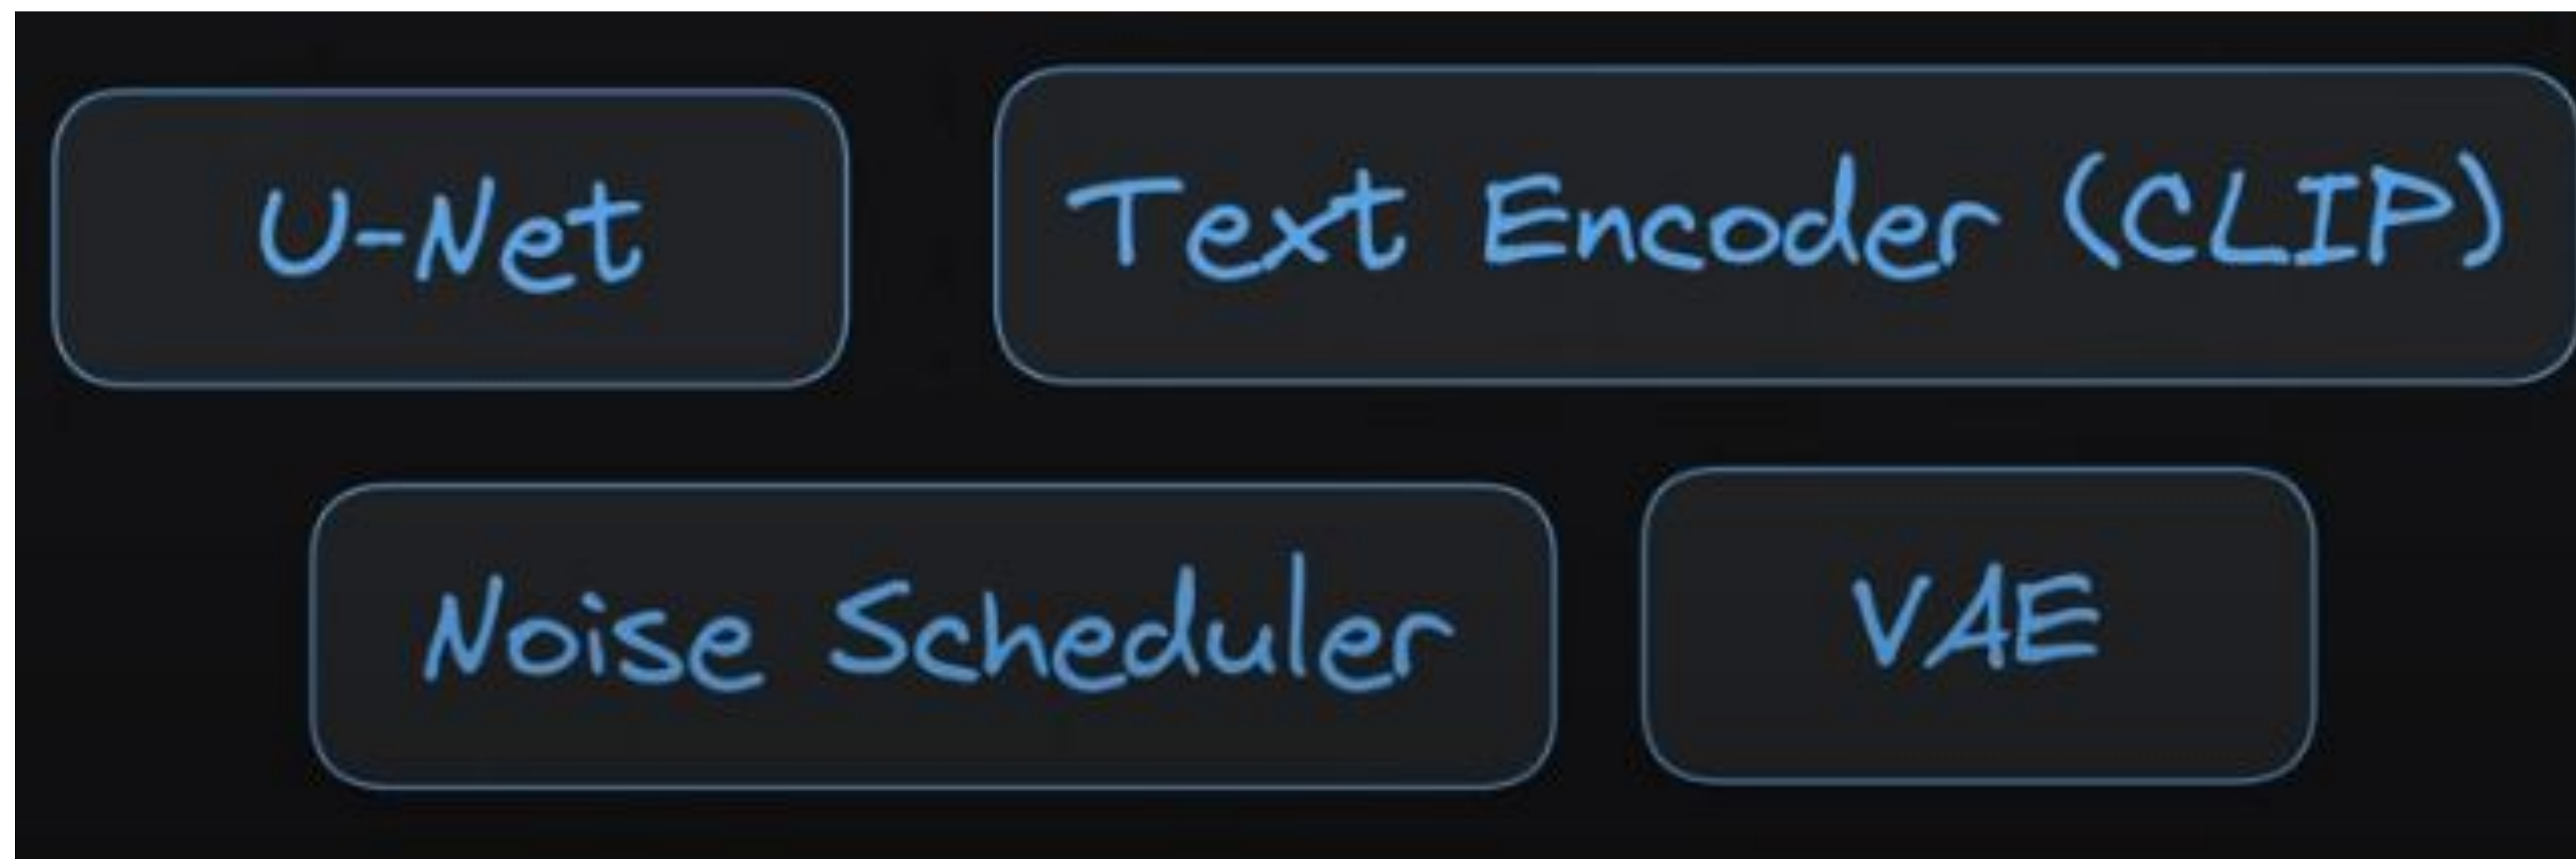 U-Net
Text Encoder (CLIP)
Noise Scheduler
VAE